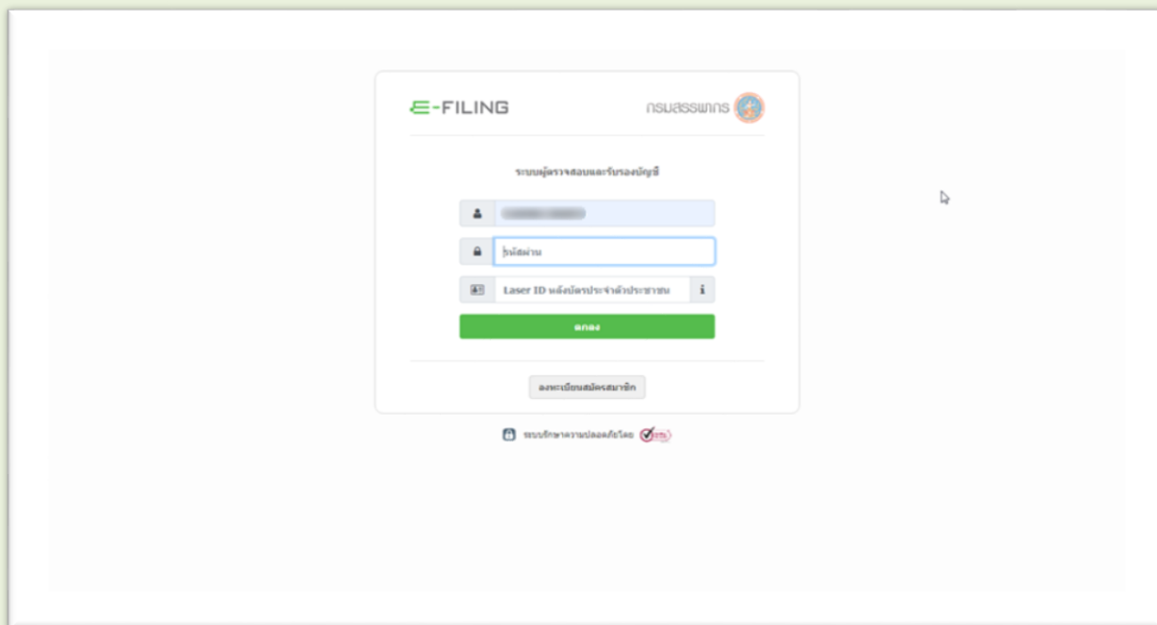 E-FILING
กรมสรรพากร
ระบบผู้ตรวจสอบและรับรองบัญชี
รหัสผ่าน
Laser ID หลังบัตรประจำตัวประชาชน
i
ตกลง
ลงทะเบียนสมัครสมาชิก
ระบบรักษาความปลอดภัยโดย